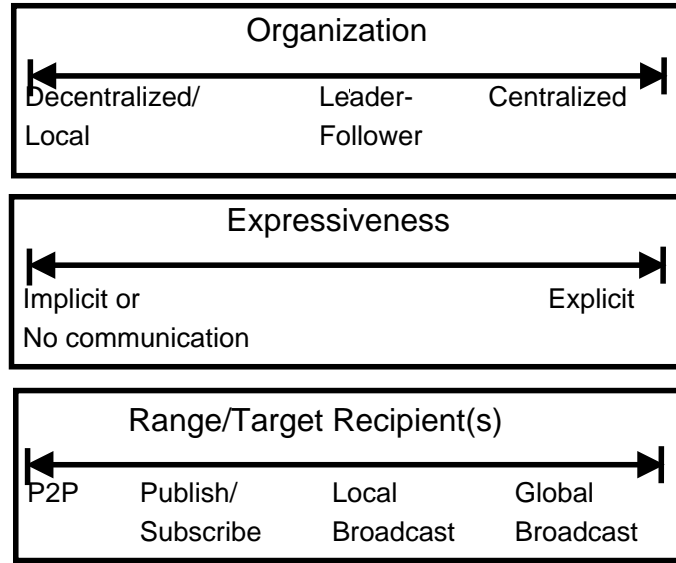 Organization
Decentralized/ Leader- Centralized
Local Follower
Expressiveness
Implicit or Explicit
No communication
Range/Target Recipient(s)
P2P Publish/ Local Global
Subscribe Broadcast Broadcast